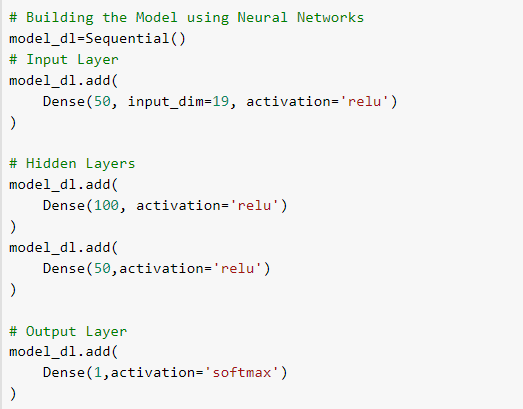 # Building the Model using Neural Networks
model_dl=Sequential()
# Input Layer
model_dl.add(
    Dense(50, input_dim=19, activation='relu')
)
# Hidden Layers
model_dl.add(
    Dense(100, activation='relu')
)
model_dl.add(
    Dense(50,activation='relu')
)
# Output Layer
model_dl.add(
    Dense(1,activation='softmax')
)